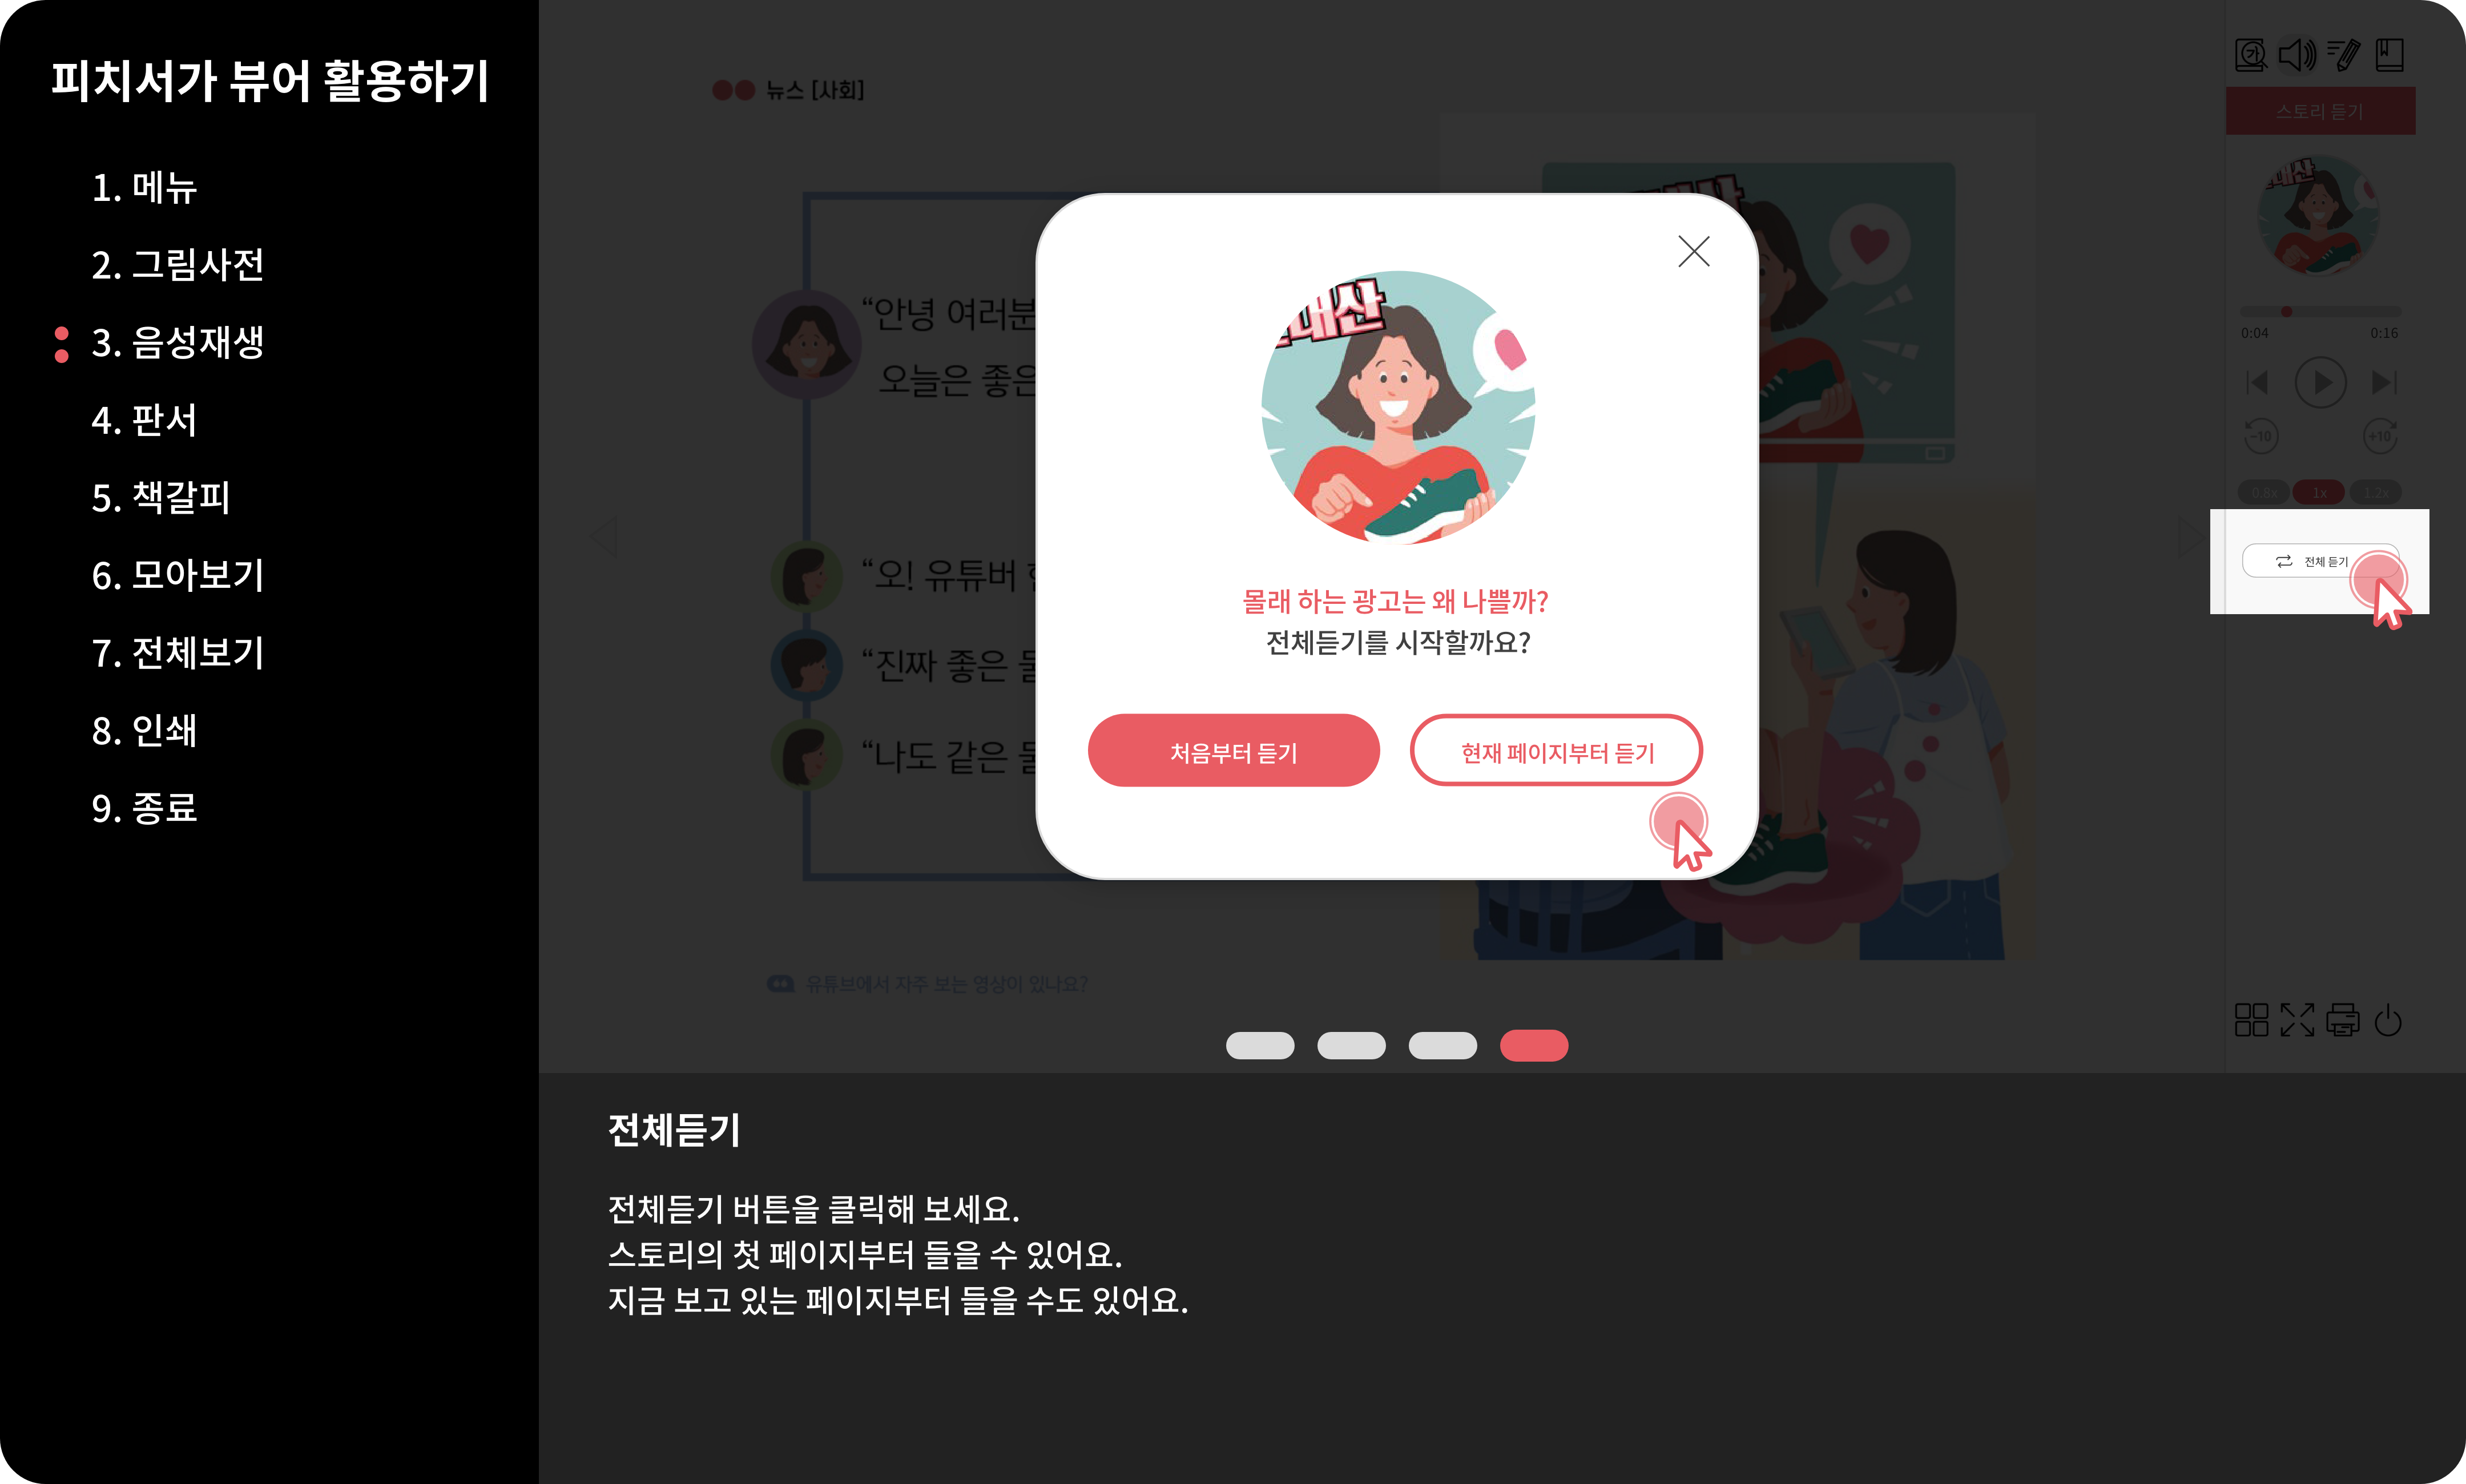 피치서가 뷰어 활용하기
1. 메뉴
2. 그림사전
3. 음성재생
4. 판서
5. 책갈피
6. 모아보기
7. 전체보기
8. 인쇄
9. 종료
뉴스 [사회]
“안녕 여러분
오늘은 좋은
“오! 유튜버
“진짜 좋은
“나도 같은
유튜브에서 자주 보는 영상이 있나요?
내산
몰래 하는 광고는 왜 나쁠까?
전체듣기를 시작할까요?
처음부터 듣기
현재 페이지부터 듣기
가
스토리 듣기
내산
0:04
0:16
-10
+10
0.8x
1x
1.2x
전체 듣기
전체듣기
전체듣기 버튼을 클릭해 보세요.
스토리의 첫 페이지부터 들을 수 있어요.
지금 보고 있는 페이지부터 들을 수도 있어요.